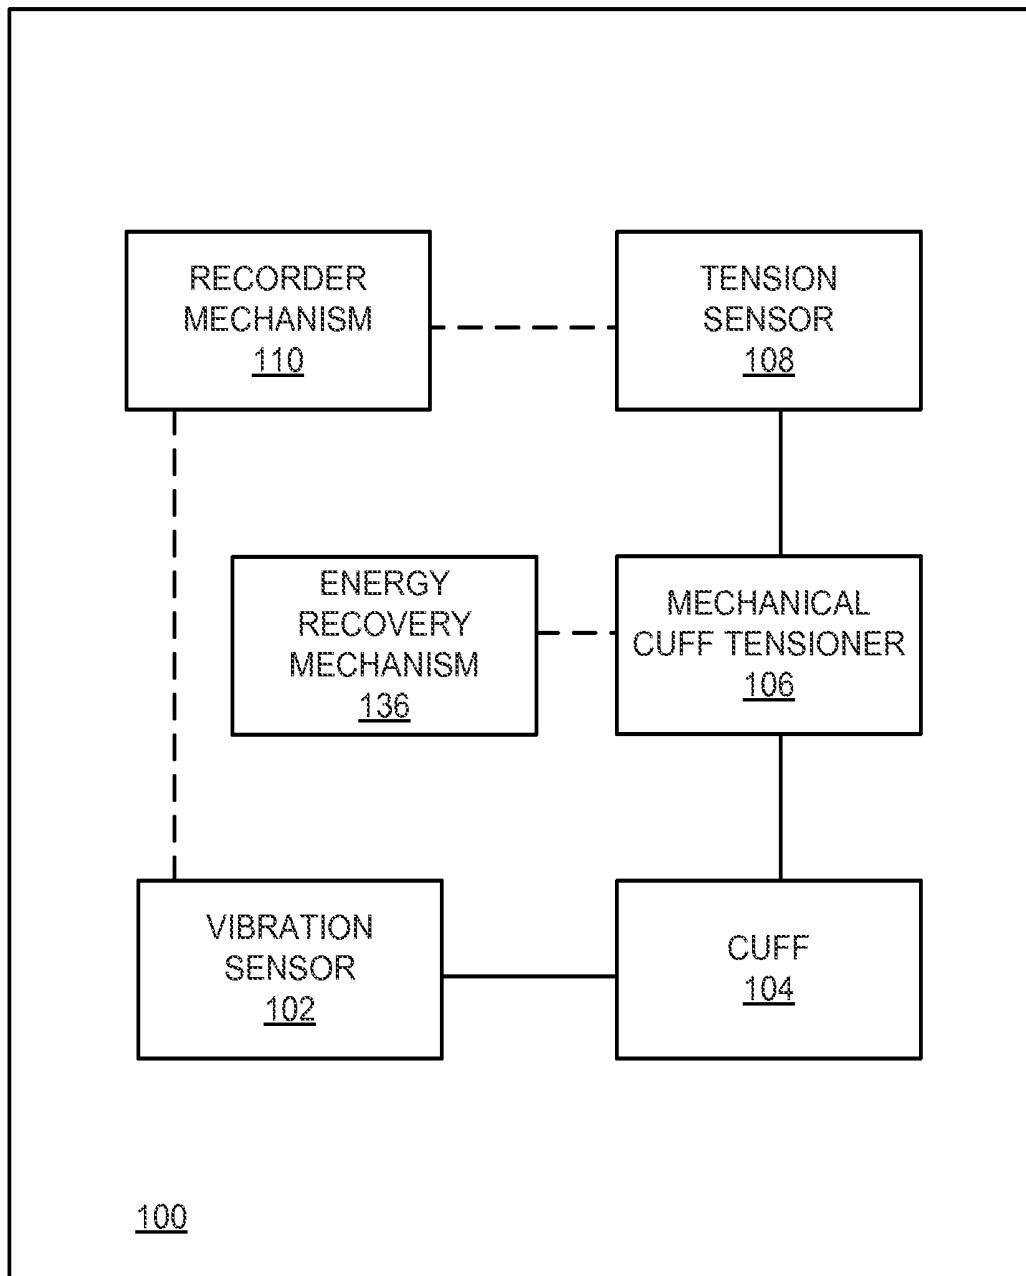 RECORDER
MECHANISM
110
TENSION
SENSOR
108
ENERGY
RECOVERY
MECHANISM
136
MECHANICAL
CUFF TENSIONER
106
VIBRATION
SENSOR
102
CUFF
104
100